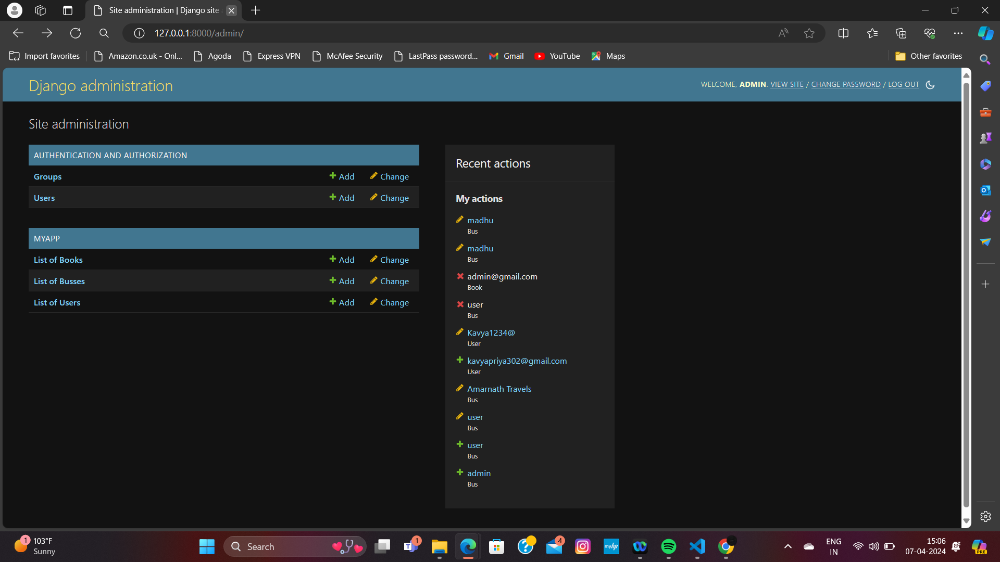 Site administration | Django site
127.0.0.1:8000/admin/
Import favorites
Amazon.co.uk - Onl...
Agoda
Express VPN
McAfee Security
LastPass password...
Gmail
YouTube
Maps
Other favorites
Django administration
WELCOME, ADMIN. VIEW SITE / CHANGE PASSWORD / LOG OUT
Site administration
AUTHENTICATION AND AUTHORIZATION
Groups Add Change
Users Add Change
MYAPP
List of Books Add Change
List of Busses Add Change
List of Users Add Change
Recent actions
My actions
madhu
Bus
madhu
Bus
admin@gmail.com
Book
user
Bus
Kavya1234@
User
kavyapriya302@gmail.com
User
Amarnath Travels
Bus
user
Bus
user
Bus
admin
Bus
1
103°F
Sunny
Search
1
4
myhp
ENG
IN
15:06
07-04-2024
PRE